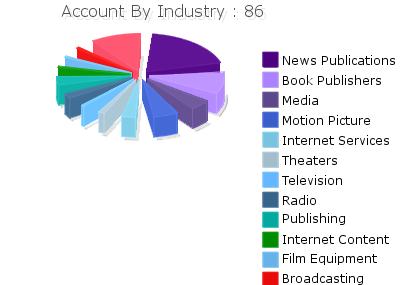 Account By Industry : 86
News Publications
Book Publishers
Media
Motion Picture
Internet Services
Theaters
Television
Radio
Publishing
Internet Content
Film Equipment
Broadcasting